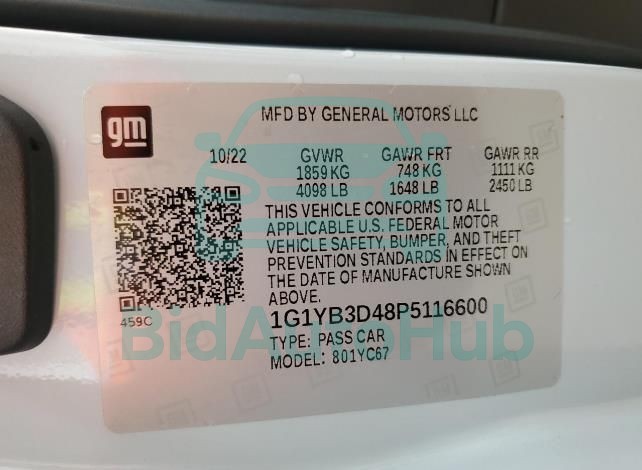 gm
MFD BY GENERAL MOTORS LLC
10/22 GVWR GAWR FRT GAWR RR
1859 KG 748 KG 1111 KG
4098 LB 1648 LB 2450 LB
THIS VEHICLE CONFORMS TO ALL
APPLICABLE U.S. FEDERAL MOTOR
VEHICLE SAFETY, BUMPER, AND THEFT
PREVENTION STANDARDS IN EFFECT ON
THE DATE OF MANUFACTURE SHOWN
ABOVE.
459C
1G1YB3D48P5116600
BidAutoHub
TYPE: PASS CAR
MODEL: 801YC67